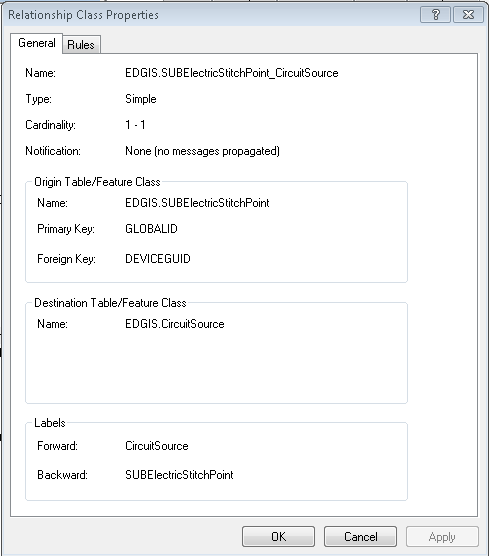 Relationship Class Properties
General Rules
Name: EDGIS.SUBElectricStitchPoint_CircuitSource
Type: Simple
Cardinality: 1 - 1
Notification: None (no messages propagated)
Origin Table/Feature Class
Name: EDGIS.SUBElectricStitchPoint
Primary Key: GLOBALID
Foreign Key: DEVICEGUID
Destination Table/Feature Class
Name: EDGIS.CircuitSource
Labels
Forward: CircuitSource
Backward: SUBElectricStitchPoint
OK Cancel Apply